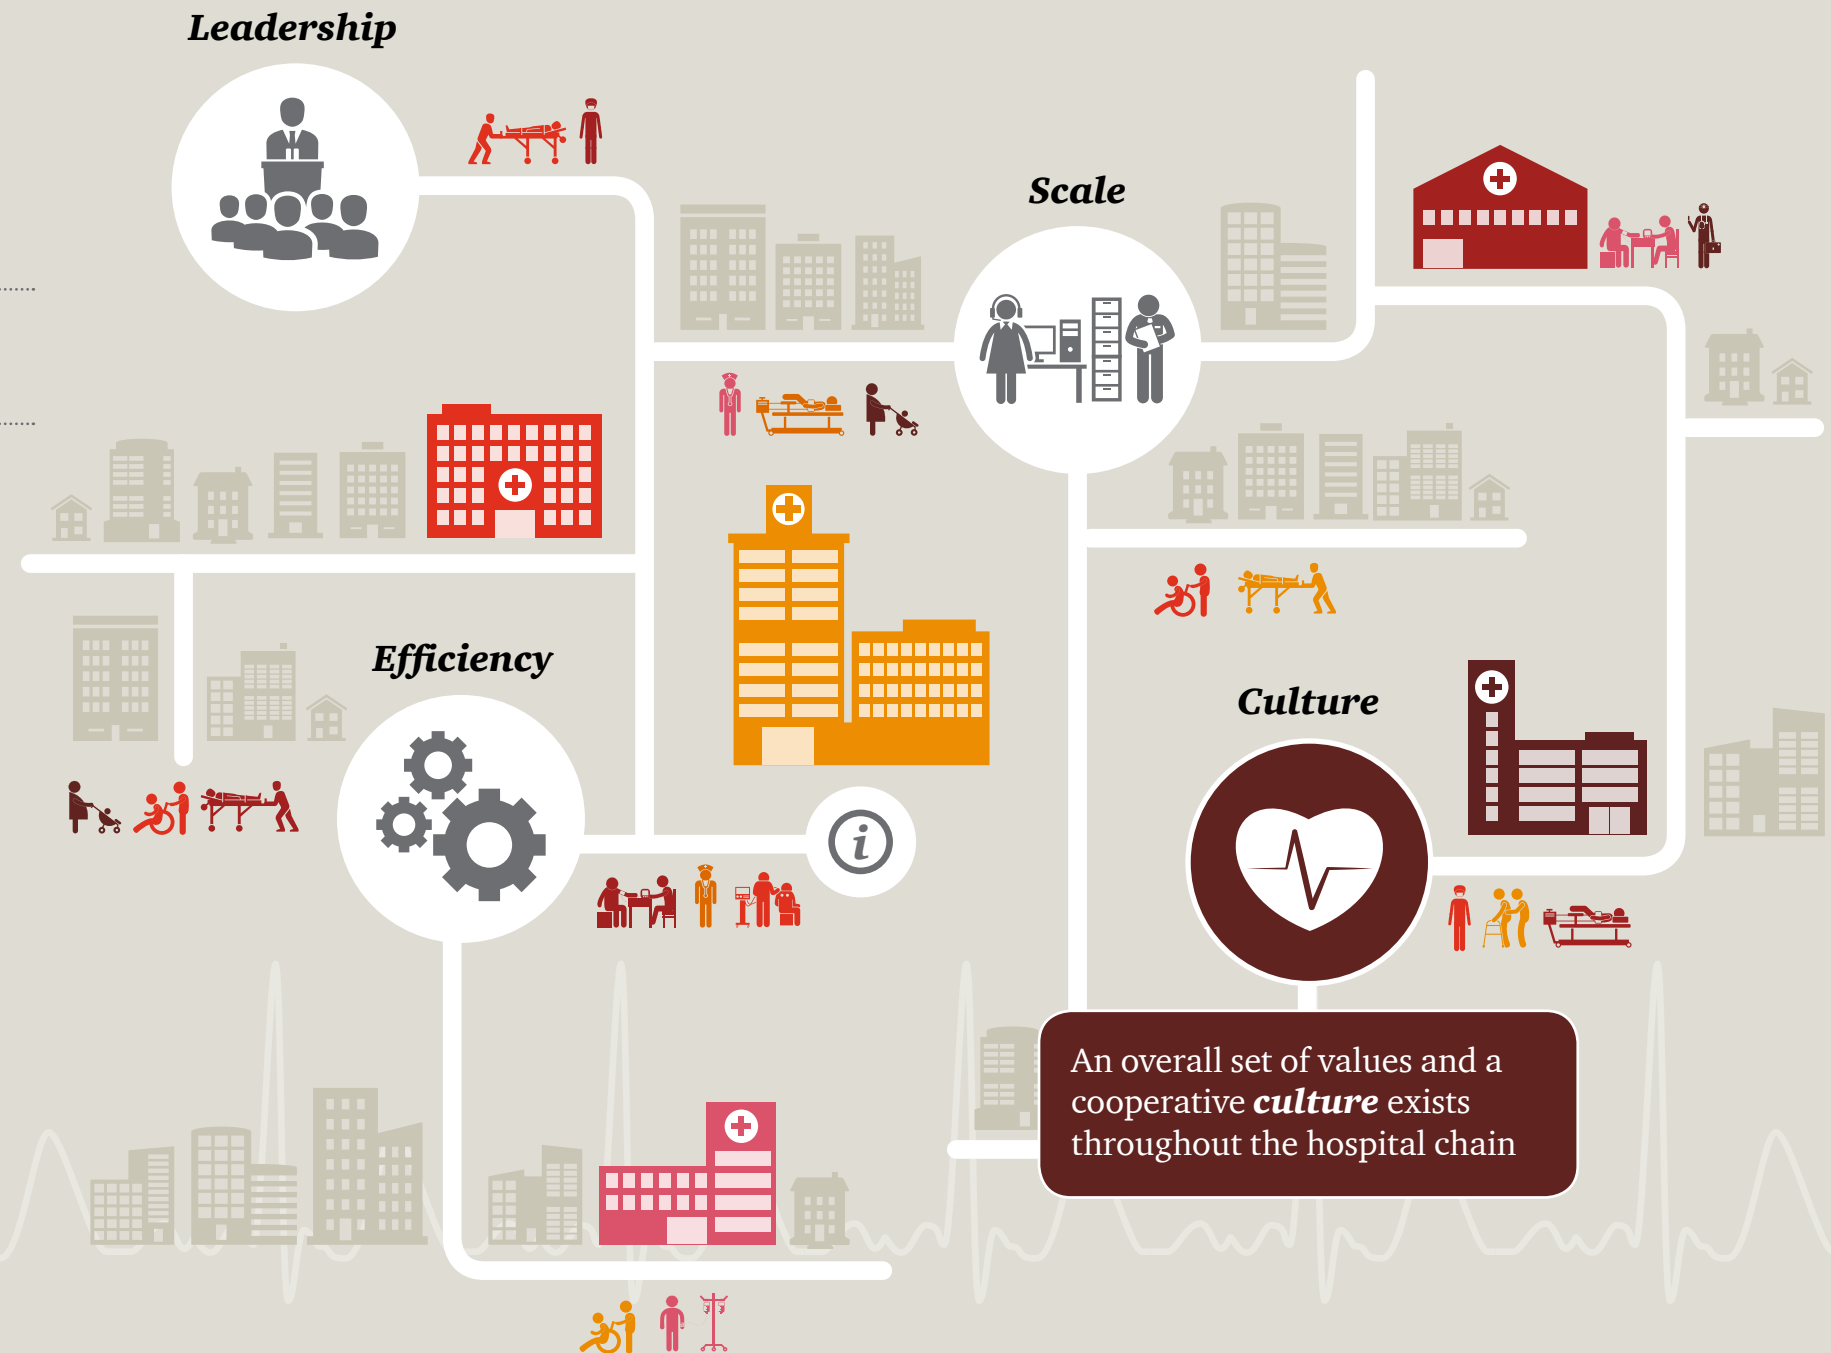 Leadership
Scale
Efficiency
Culture
i
An overall set of values and a
cooperative culture exists
throughout the hospital chain